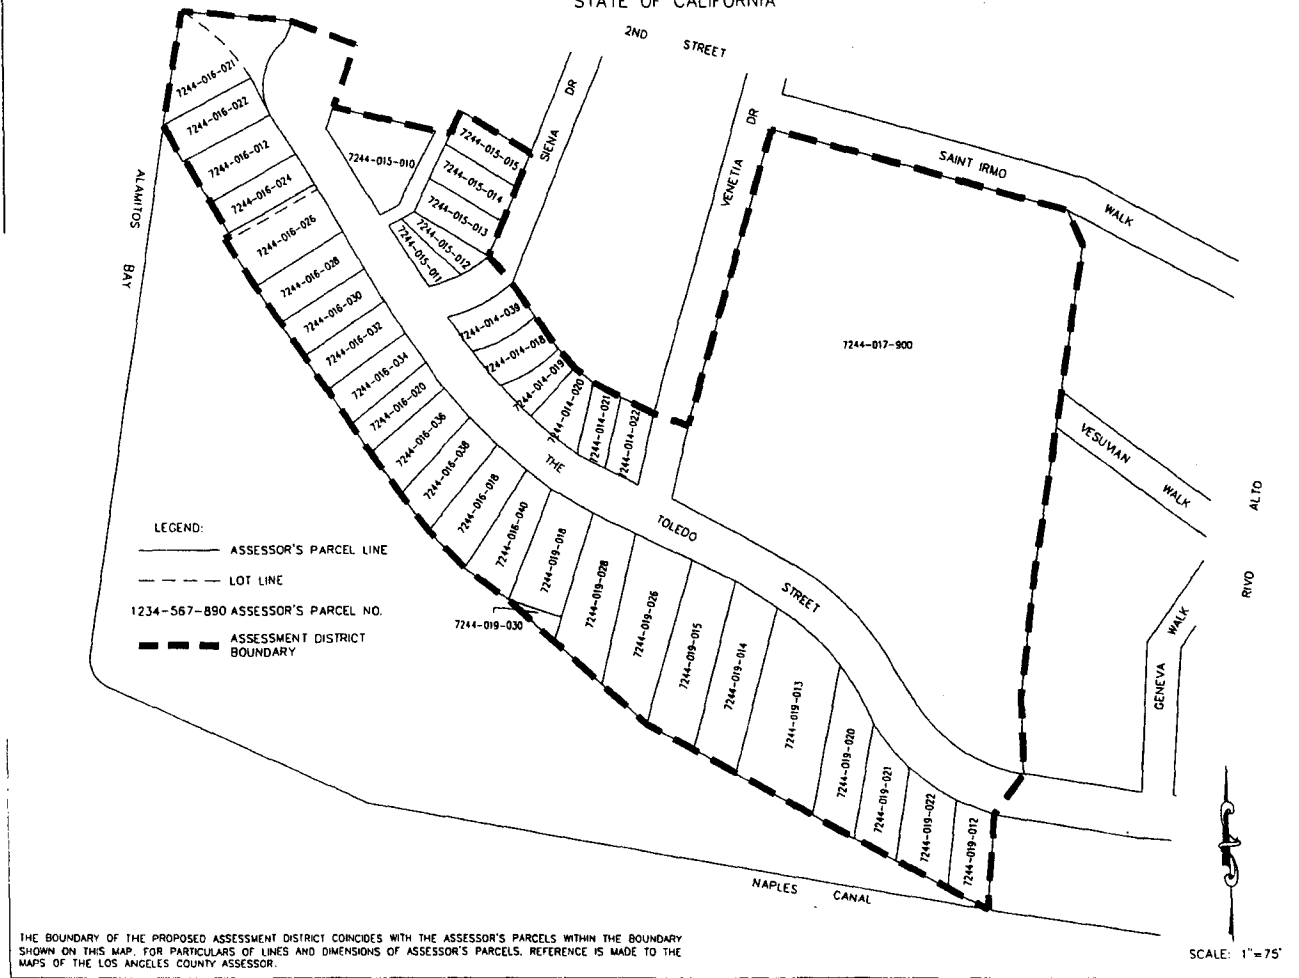 STATE OF CALIFORNIA
2ND STREET
SIENA DR
VENETIA DR
SAINT IRMO WALK
ALAMITOS BAY
7244-016-021
7244-016-022
7244-016-012
7244-016-024
7244-016-026
7244-016-028
7244-016-030
7244-016-032
7244-016-034
7244-016-020
7244-016-036
7244-016-038
7244-016-018
7244-016-040
7244-015-010
7244-015-015
7244-015-014
7244-015-013
7244-015-012
7244-015-011
7244-014-039
7244-014-018
7244-014-019
7244-014-020
7244-014-021
7244-014-022
7244-017-900
VESUVIAN WALK
RIVO ALTO
GENEVA WALK
THE TOLEDO STREET
7244-019-018
7244-019-030
7244-019-028
7244-019-026
7244-019-015
7244-019-014
7244-019-013
7244-019-020
7244-019-021
7244-019-022
7244-019-012
NAPLES CANAL
LEGEND:
ASSESSOR'S PARCEL LINE
LOT LINE
1234-567-890 ASSESSOR'S PARCEL NO.
ASSESSMENT DISTRICT
BOUNDARY
THE BOUNDARY OF THE PROPOSED ASSESSMENT DISTRICT COINCIDES WITH THE ASSESSOR'S PARCELS WITHIN THE BOUNDARY
SHOWN ON THIS MAP. FOR PARTICULARS OF LINES AND DIMENSIONS OF ASSESSOR'S PARCELS, REFERENCE IS MADE TO THE
MAPS OF THE LOS ANGELES COUNTY ASSESSOR.
SCALE: 1"=75'